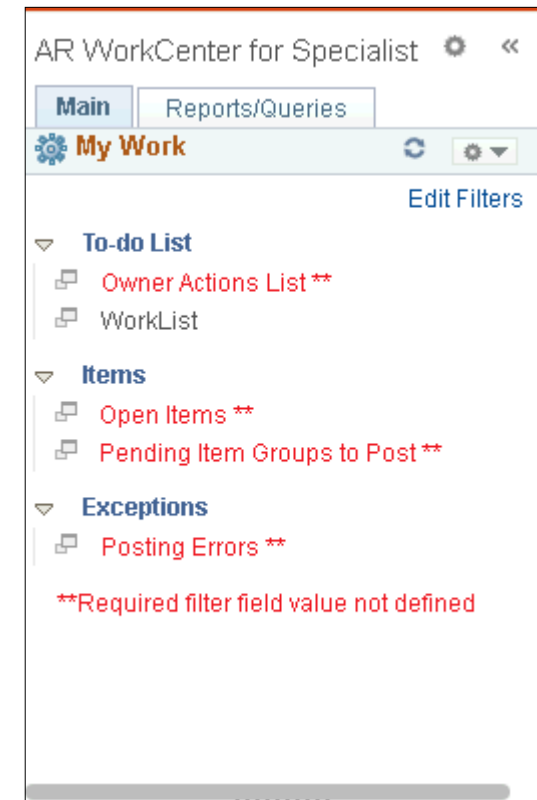 AR WorkCenter for Specialist
Main Reports/Queries
My Work
Edit Filters
To-do List
Owner Actions List **
WorkList
Items
Open Items **
Pending Item Groups to Post **
Exceptions
Posting Errors **
**Required filter field value not defined